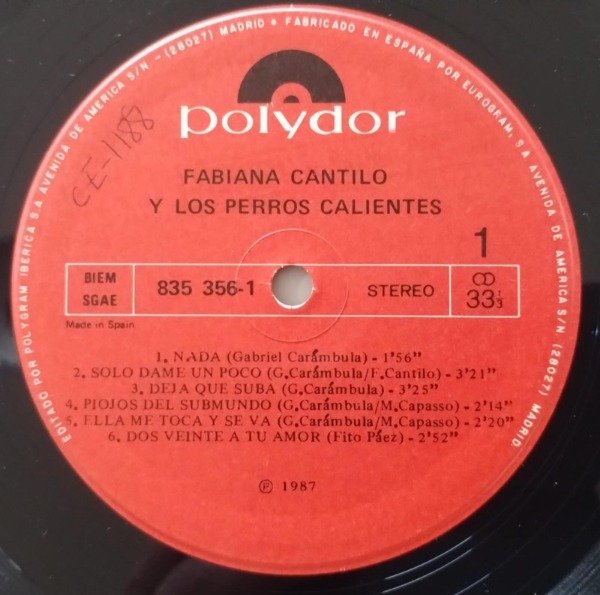 EDITADO POR POLYGRAM IBERICA S.A AVENIDA DE AMERICA S/N - (28027) MADRID - FABRICADO EN ESPAÑA POR EUROGRAM, S/A AVENIDA DE AMERICA S/N (28027) MADRID.
polydor
CE-1188
FABIANA CANTILO
Y LOS PERROS CALIENTES
1
BIEM
SGAE
835 356-1
STEREO
33 1/3
Made in Spain
1. NADA (Gabriel Carámbula) - 1'56"
2. SOLO DAME UN POCO (G.Carámbula/F.Cantilo) - 3'21"
3. DEJA QUE SUBA (G.Carámbula) - 3'25"
4. PIOJOS DEL SUBMUNDO (G.Carámbula/M.Capasso) - 2'14"
5. ELLA ME TOCA Y SE VA (G.Carámbula/M.Capasso) - 2'20"
6. DOS VEINTE A TU AMOR (Fito Páez) - 2'52"
℗ 1987